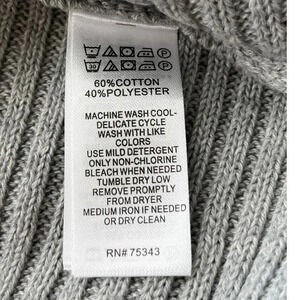 30
60%COTTON
40%POLYESTER
MACHINE WASH COOL-
DELICATE CYCLE
WASH WITH LIKE
COLORS
USE MILD DETERGENT
ONLY NON-CHLORINE
BLEACH WHEN NEEDED
TUMBLE DRY LOW
REMOVE PROMPTLY
FROM DRYER
MEDIUM IRON IF NEEDED
OR DRY CLEAN
RN# 75343